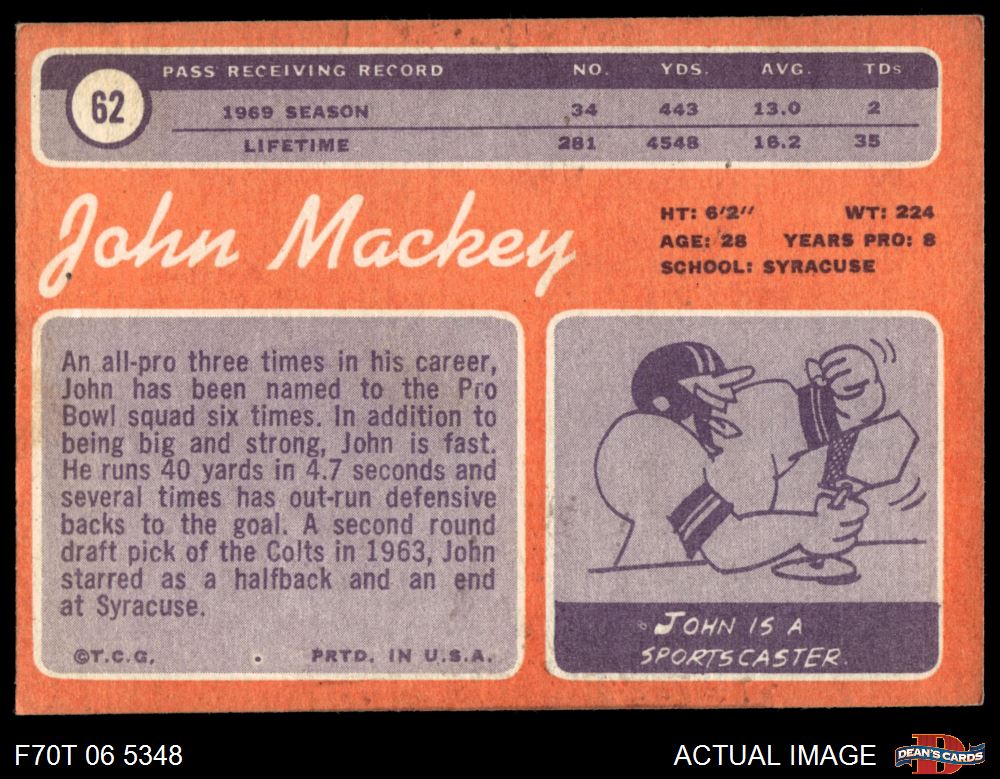 62
PASS RECEIVING RECORD NO. YDS. AVG. TDs
1969 SEASON 34 443 13.0 2
LIFETIME 281 4548 16.2 35
John Mackey
HT: 6'2" WT: 224
AGE: 28 YEARS PRO: 8
SCHOOL: SYRACUSE
An all-pro three times in his career,
John has been named to the Pro
Bowl squad six times. In addition to
being big and strong, John is fast.
He runs 40 yards in 4.7 seconds and
several times has out-run defensive
backs to the goal. A second round
draft pick of the Colts in 1963, John
starred as a halfback and an end
at Syracuse.
©T.C.G. PRTD. IN U.S.A.
JOHN IS A
SPORTSCASTER.
F70T 06 5348
ACTUAL IMAGE
D
DEAN'S CARDS